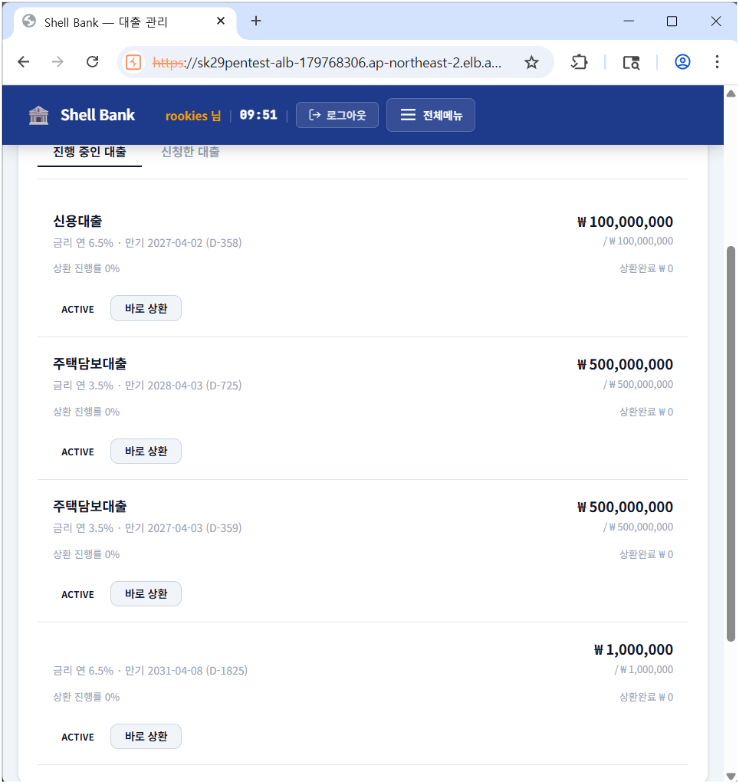 Shell Bank — 대출 관리
https://sk29pentest-alb-179768306.ap-northeast-2.elb.a...
Shell Bank
rookies 님
09:51
로그아웃
전체메뉴
진행 중인 대출
신청한 대출
신용대출
₩ 100,000,000
금리 연 6.5% · 만기 2027-04-02 (D-358)
/ ₩ 100,000,000
상환 진행률 0%
상환완료 ₩ 0
ACTIVE
바로 상환
주택담보대출
₩ 500,000,000
금리 연 3.5% · 만기 2028-04-03 (D-725)
/ ₩ 500,000,000
상환 진행률 0%
상환완료 ₩ 0
ACTIVE
바로 상환
주택담보대출
₩ 500,000,000
금리 연 3.5% · 만기 2027-04-03 (D-359)
/ ₩ 500,000,000
상환 진행률 0%
상환완료 ₩ 0
ACTIVE
바로 상환
₩ 1,000,000
금리 연 6.5% · 만기 2031-04-08 (D-1825)
/ ₩ 1,000,000
상환 진행률 0%
상환완료 ₩ 0
ACTIVE
바로 상환